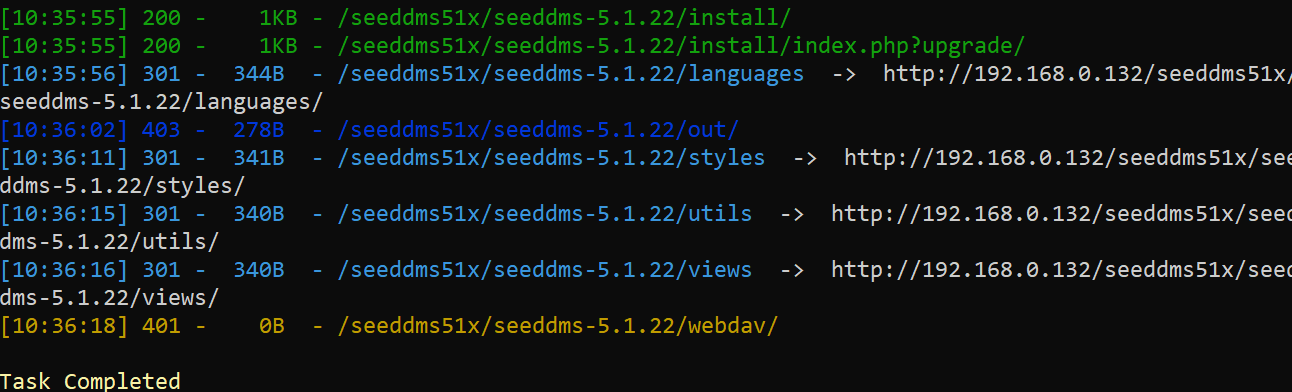 [10:35:55] 200 -    1KB - /seeddms51x/seeddms-5.1.22/install/
[10:35:55] 200 -    1KB - /seeddms51x/seeddms-5.1.22/install/index.php?upgrade/
[10:35:56] 301 -  344B  - /seeddms51x/seeddms-5.1.22/languages  ->  http://192.168.0.132/seeddms51x/
seeddms-5.1.22/languages/
[10:36:02] 403 -  278B  - /seeddms51x/seeddms-5.1.22/out/
[10:36:11] 301 -  341B  - /seeddms51x/seeddms-5.1.22/styles  ->  http://192.168.0.132/seeddms51x/see
ddms-5.1.22/styles/
[10:36:15] 301 -  340B  - /seeddms51x/seeddms-5.1.22/utils  ->  http://192.168.0.132/seeddms51x/seed
dms-5.1.22/utils/
[10:36:16] 301 -  340B  - /seeddms51x/seeddms-5.1.22/views  ->  http://192.168.0.132/seeddms51x/seed
dms-5.1.22/views/
[10:36:18] 401 -    0B  - /seeddms51x/seeddms-5.1.22/webdav/
Task Completed